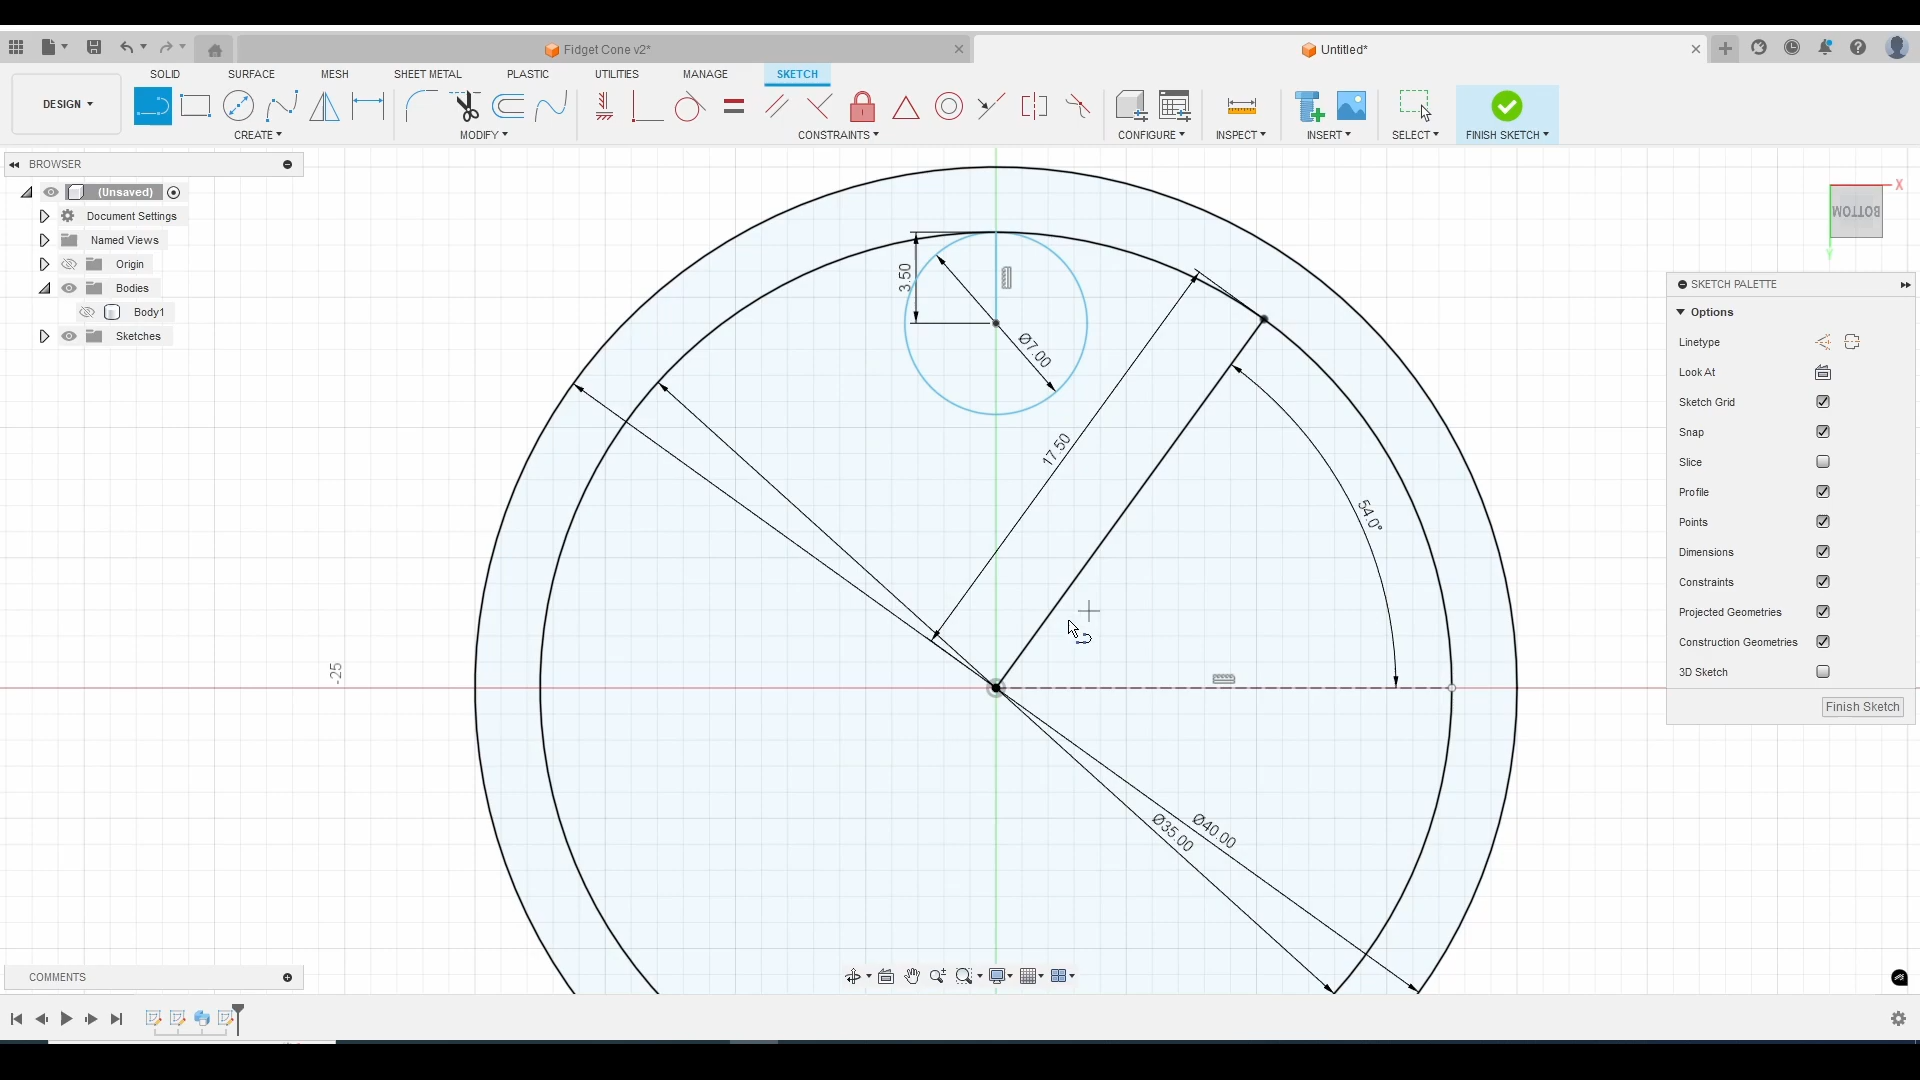 Fidget Cone v2*
Untitled*
SOLID SURFACE MESH SHEET METAL PLASTIC UTILITIES MANAGE SKETCH
DESIGN
CREATE MODIFY CONSTRAINTS CONFIGURE INSPECT INSERT SELECT FINISH SKETCH
BROWSER
(Unsaved)
Document Settings
Named Views
Origin
Bodies
Body1
Sketches
X
BOTTOM
Y
SKETCH PALETTE
Options
Linetype
Look At
Sketch Grid
Snap
Slice
Profile
Points
Dimensions
Constraints
Projected Geometries
Construction Geometries
3D Sketch
Finish Sketch
3.50
Ø7.00
17.50
54.0°
-25
Ø35.00
Ø40.00
COMMENTS